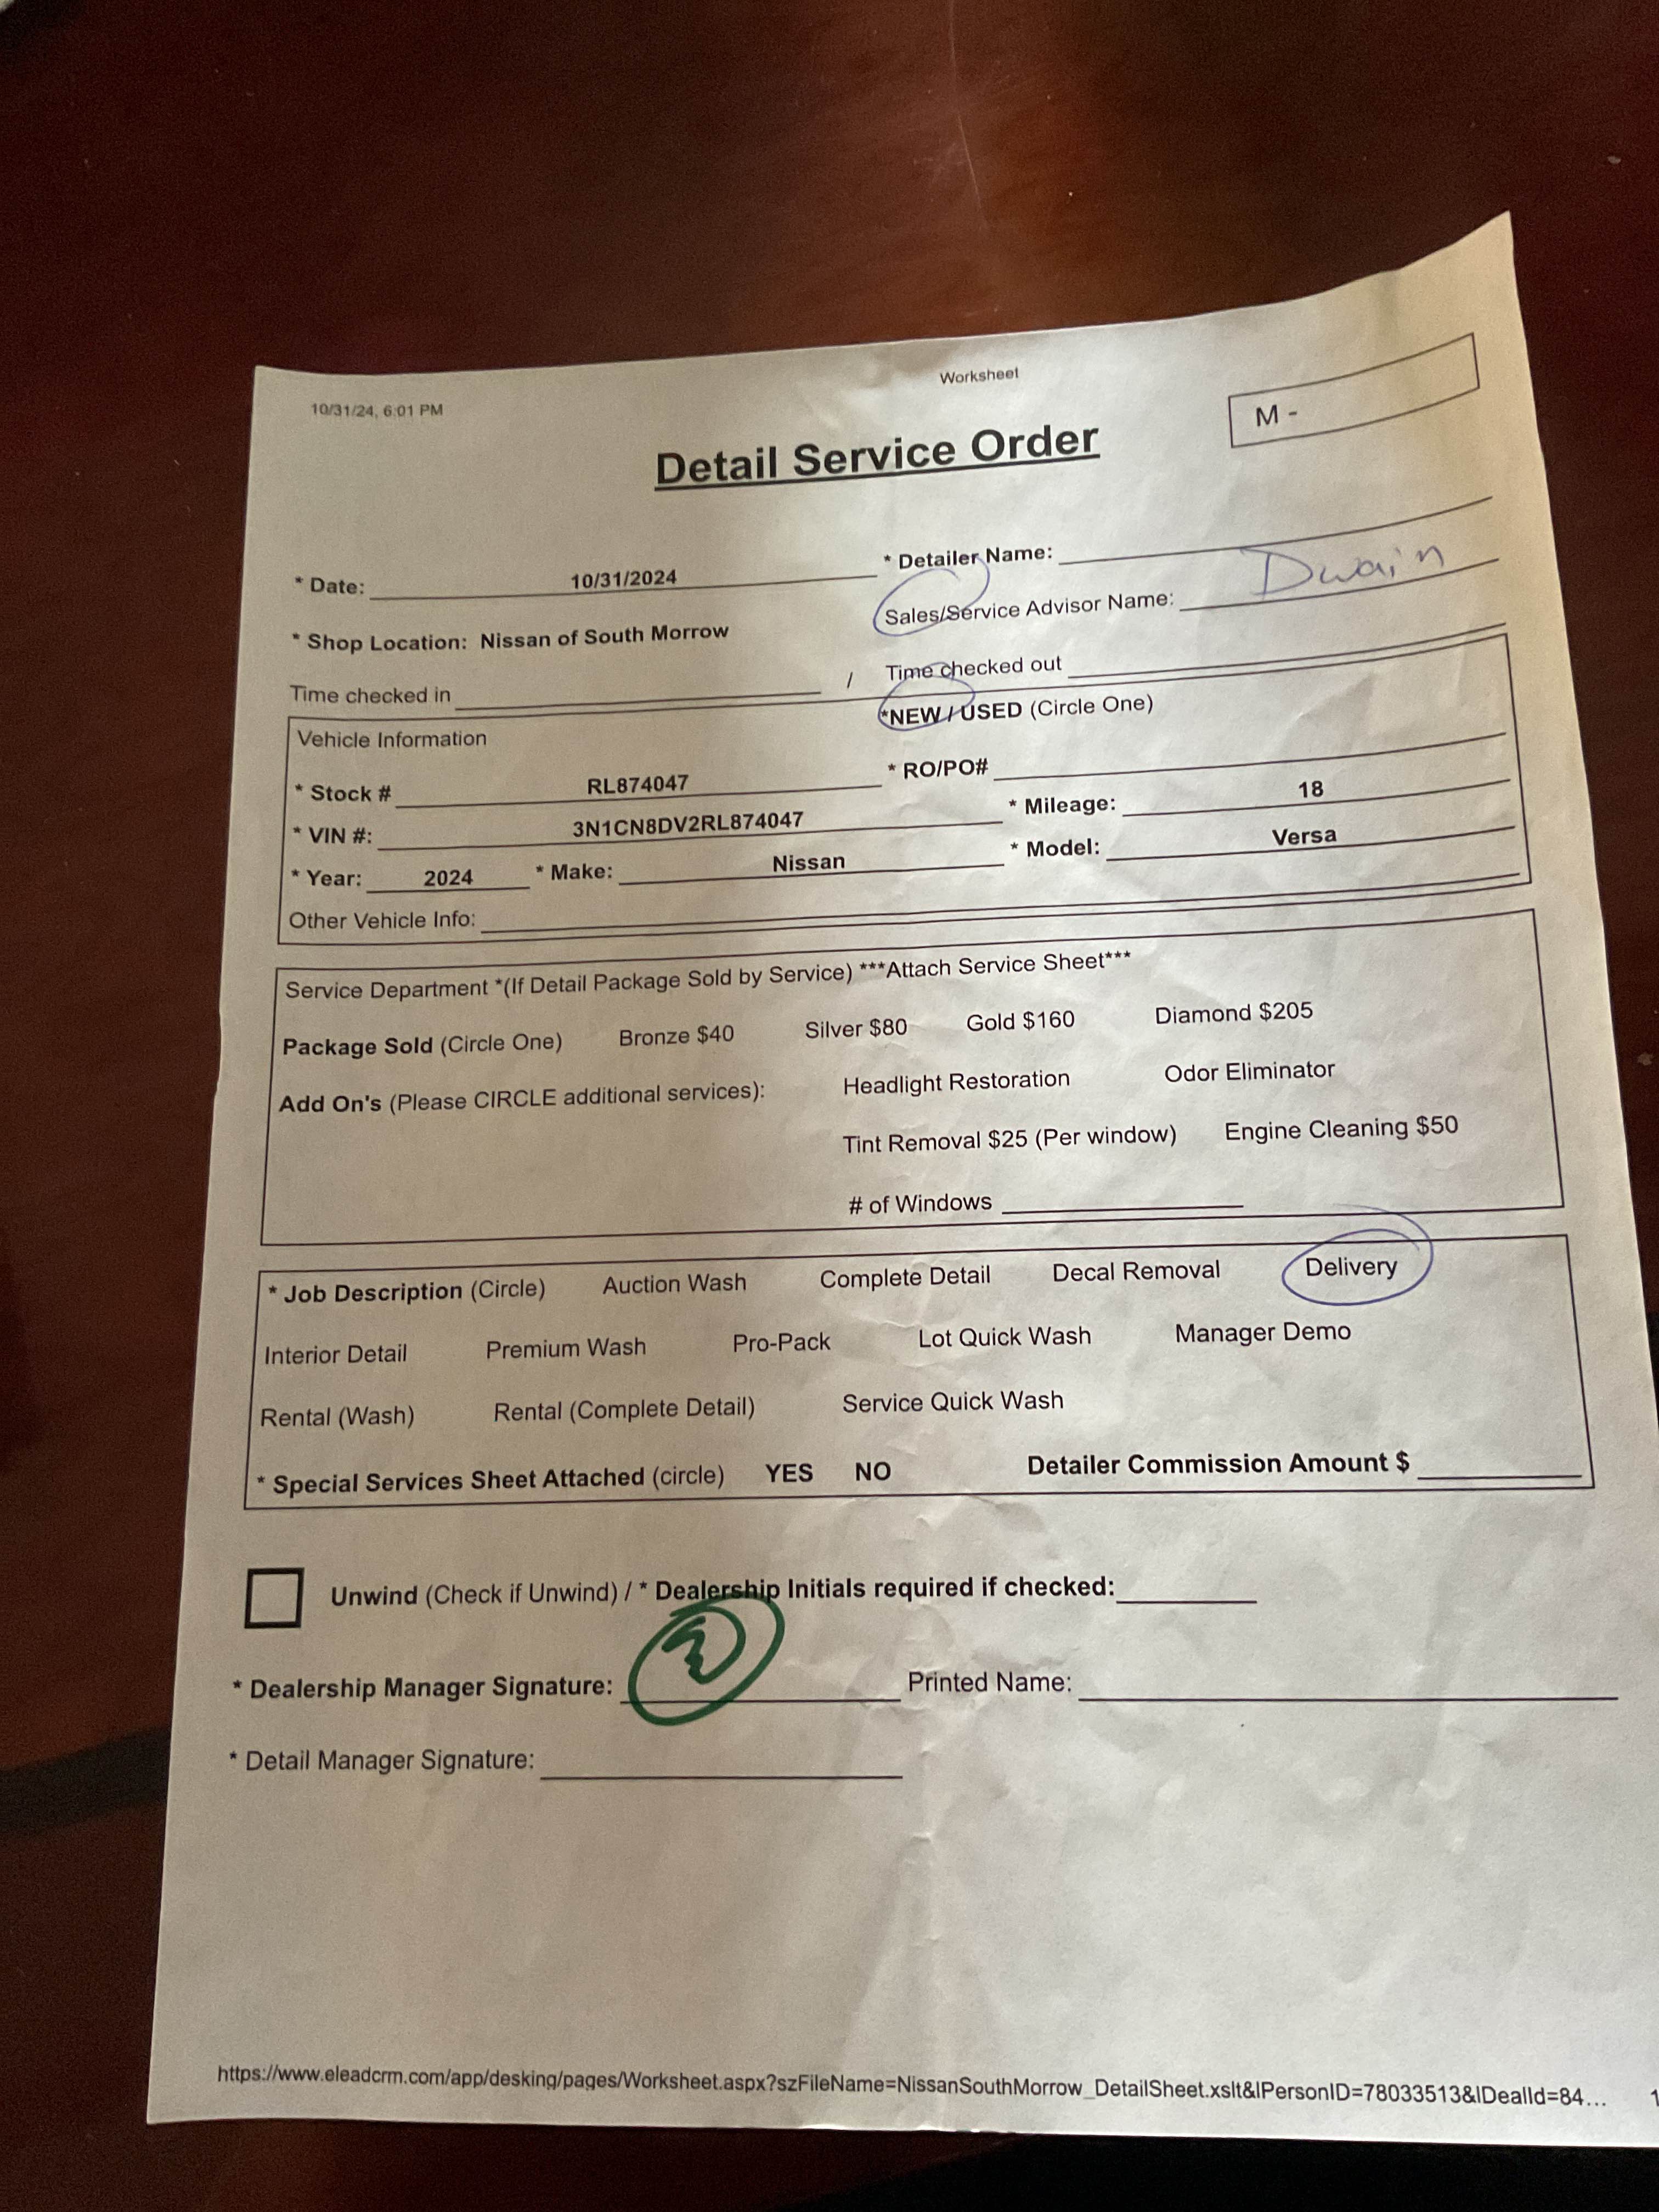 Worksheet
10/31/24, 6:01 PM
M -
Detail Service Order
* Date: 10/31/2024 * Detailer Name:
* Shop Location: Nissan of South Morrow Sales/Service Advisor Name: Dwain
Time checked in / Time checked out
Vehicle Information *NEW / USED (Circle One)
* Stock # RL874047 * RO/PO#
* VIN #: 3N1CN8DV2RL874047 * Mileage: 18
* Year: 2024 * Make: Nissan * Model: Versa
Other Vehicle Info:
Service Department *(If Detail Package Sold by Service) ***Attach Service Sheet***
Package Sold (Circle One) Bronze $40 Silver $80 Gold $160 Diamond $205
Add On's (Please CIRCLE additional services): Headlight Restoration Odor Eliminator
Tint Removal $25 (Per window) Engine Cleaning $50
# of Windows
* Job Description (Circle) Auction Wash Complete Detail Decal Removal Delivery
Interior Detail Premium Wash Pro-Pack Lot Quick Wash Manager Demo
Rental (Wash) Rental (Complete Detail) Service Quick Wash
* Special Services Sheet Attached (circle) YES NO Detailer Commission Amount $
Unwind (Check if Unwind) / * Dealership Initials required if checked:
* Dealership Manager Signature: Printed Name:
* Detail Manager Signature:
https://www.eleadcrm.com/app/desking/pages/Worksheet.aspx?szFileName=NissanSouthMorrow_DetailSheet.xslt&lPersonID=78033513&lDealId=84... 1